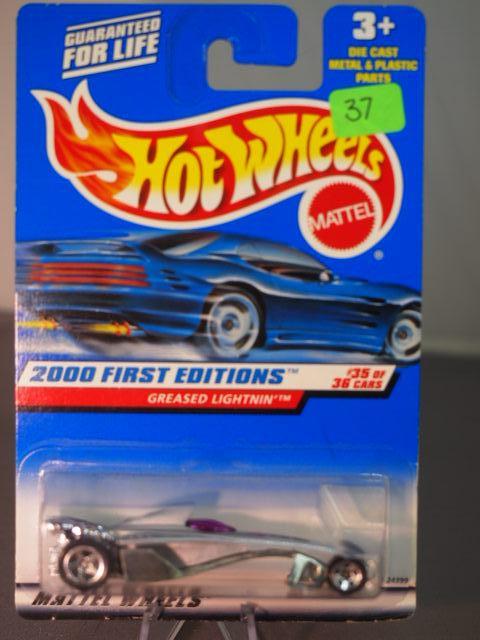 GUARANTEED
FOR LIFE
3+
DIE CAST
METAL & PLASTIC
PARTS
37
HOT WHEELS
MATTEL
®
2000 FIRST EDITIONS™
#35 OF
36 CARS
GREASED LIGHTNIN'™
24399
MATTEL WHEELS